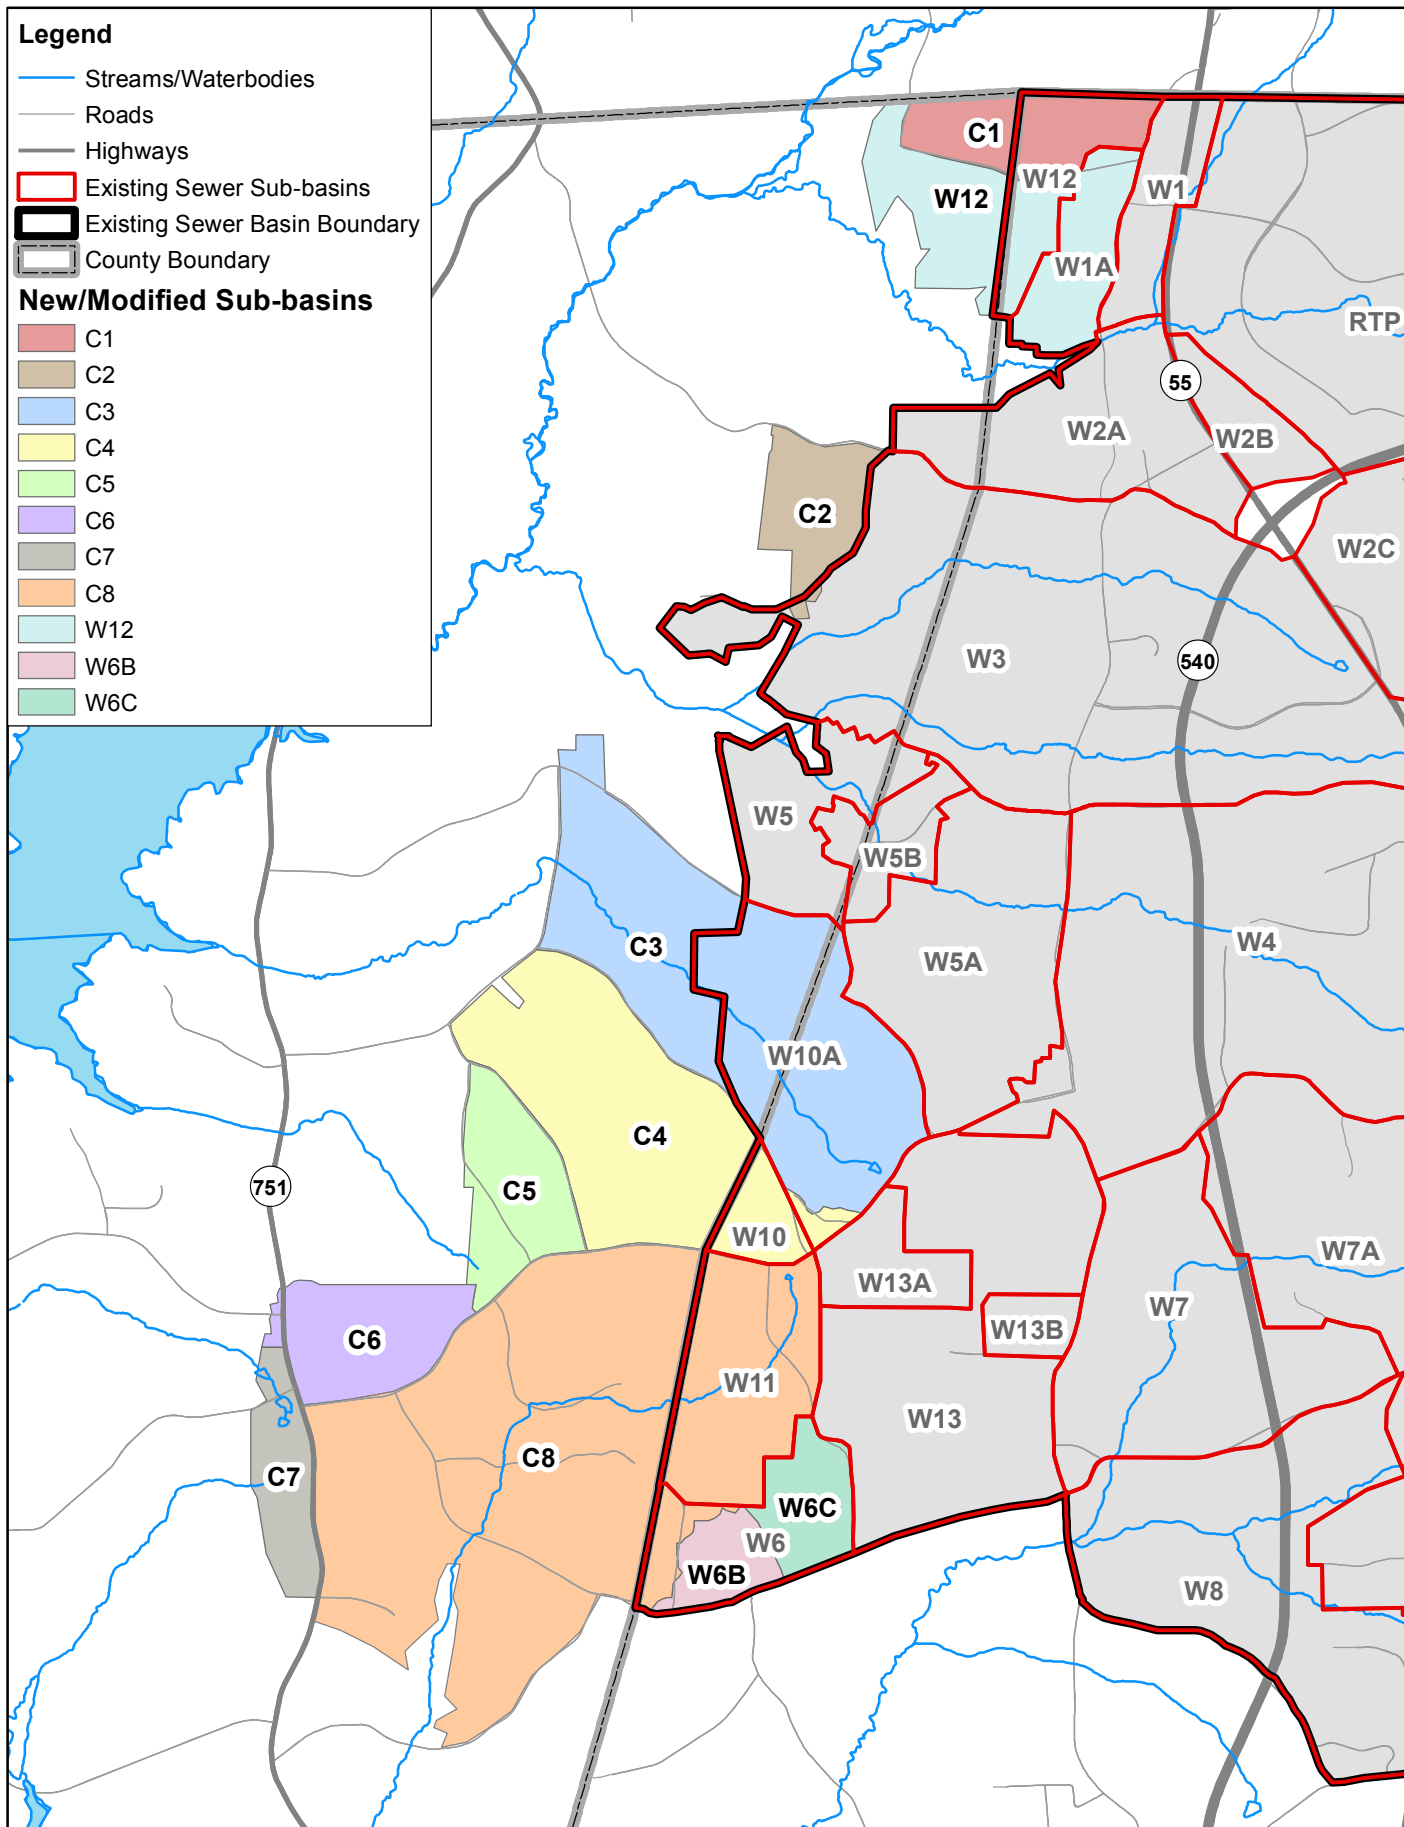 Legend
Streams/Waterbodies
Roads
Highways
Existing Sewer Sub-basins
Existing Sewer Basin Boundary
County Boundary
New/Modified Sub-basins
C1
C2
C3
C4
C5
C6
C7
C8
W12
W6B
W6C
C1
W12
W12
W1
W1A
RTP
55
W2A
W2B
C2
W2C
W3
540
W5
W5B
C3
W5A
W4
W10A
C4
C5
751
W10
W7A
W13A
W7
W13B
C6
W11
W13
C8
C7
W6C
W6
W6B
W8